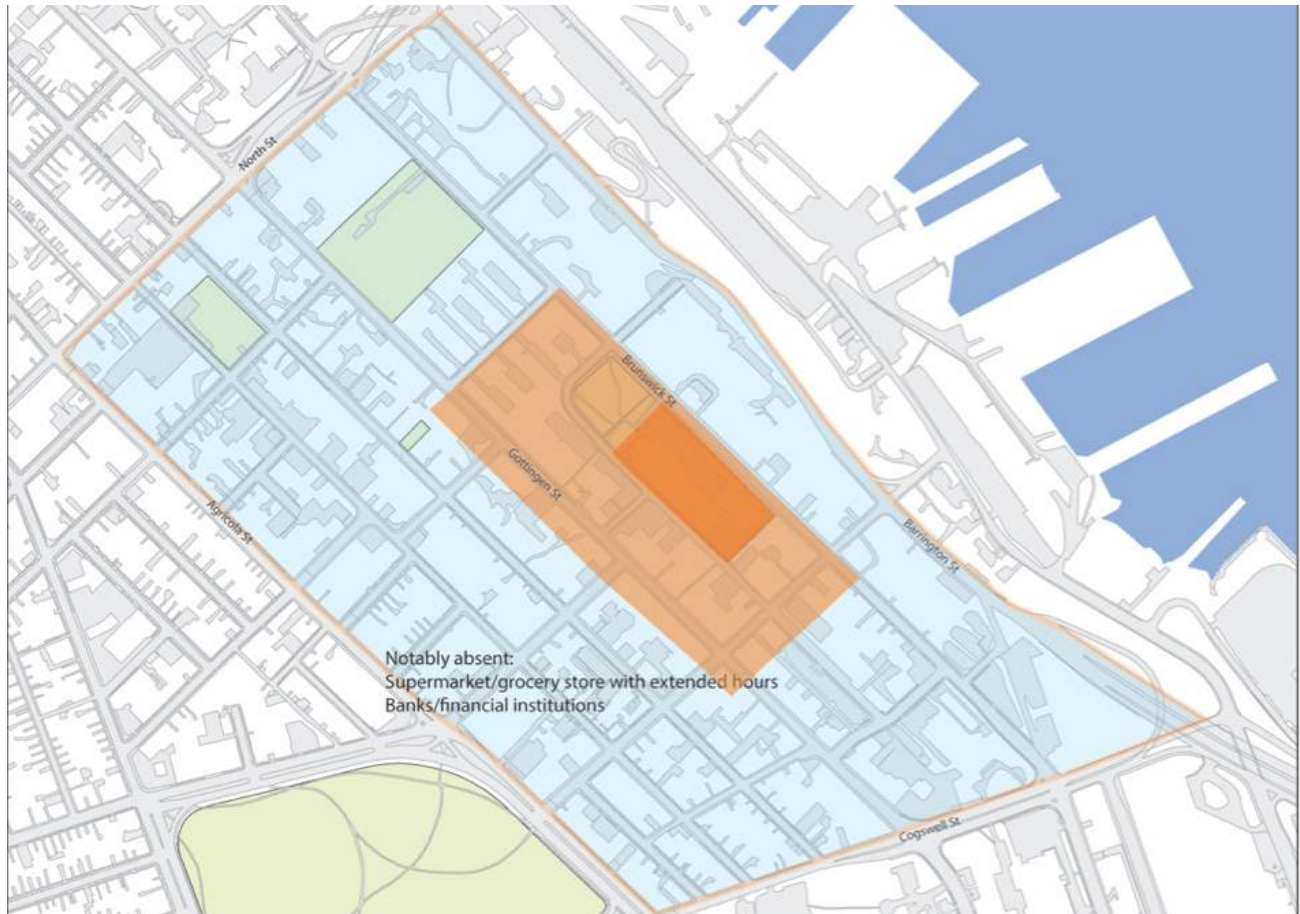 North St
Brunswick St
Gottingen St
Agricola St
Barrington St
Notably absent:
Supermarket/grocery store with extended hours
Banks/financial institutions
Cogswell St